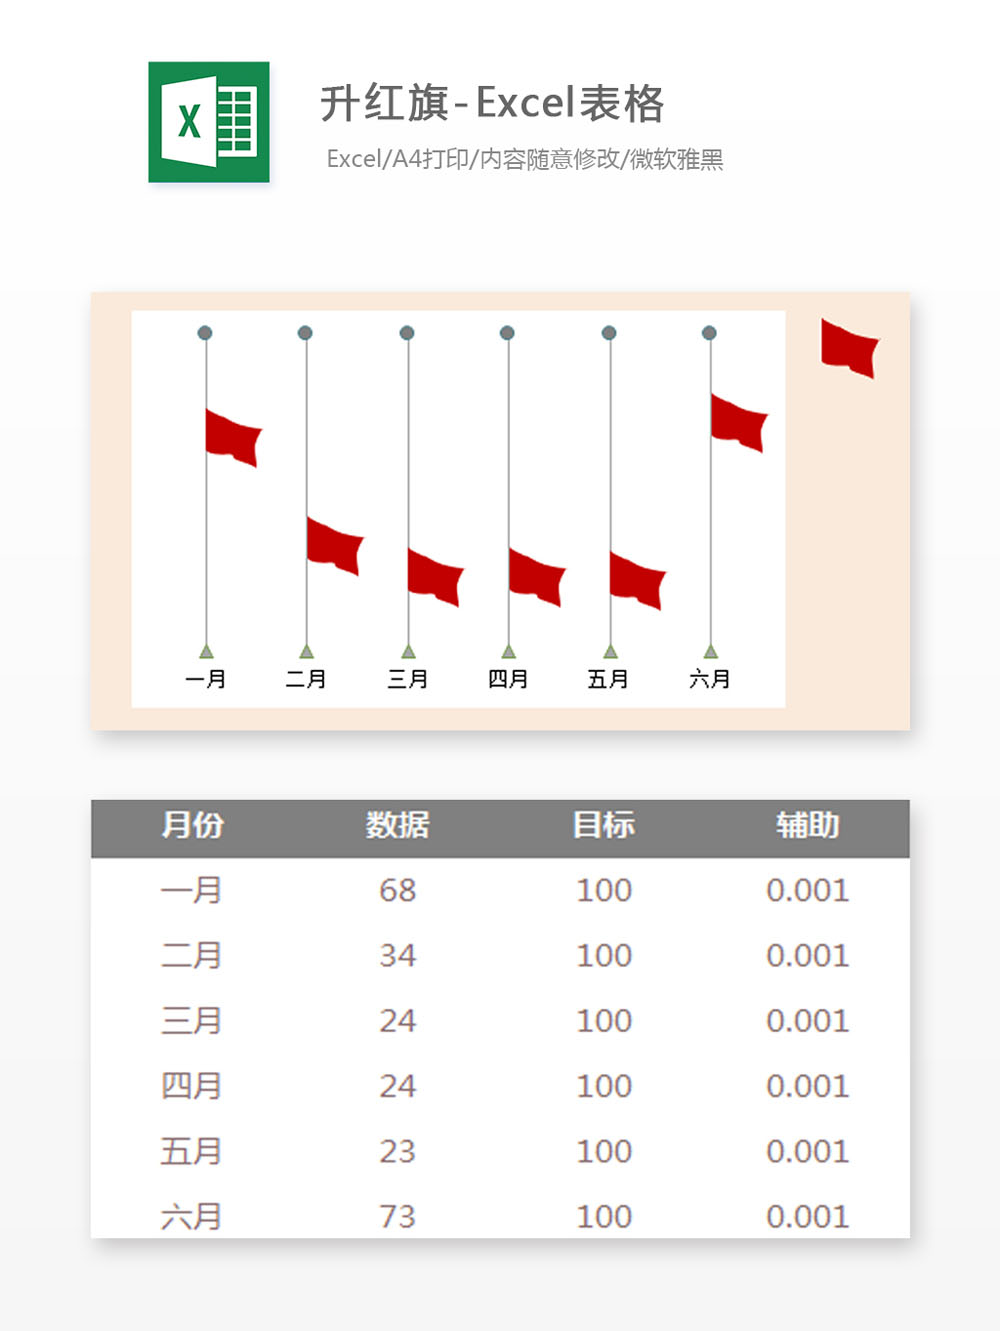 X
升红旗-Excel表格
Excel/A4打印/内容随意修改/微软雅黑
一月 二月 三月 四月 五月 六月
月份 数据 目标 辅助
一月 68 100 0.001
二月 34 100 0.001
三月 24 100 0.001
四月 24 100 0.001
五月 23 100 0.001
六月 73 100 0.001